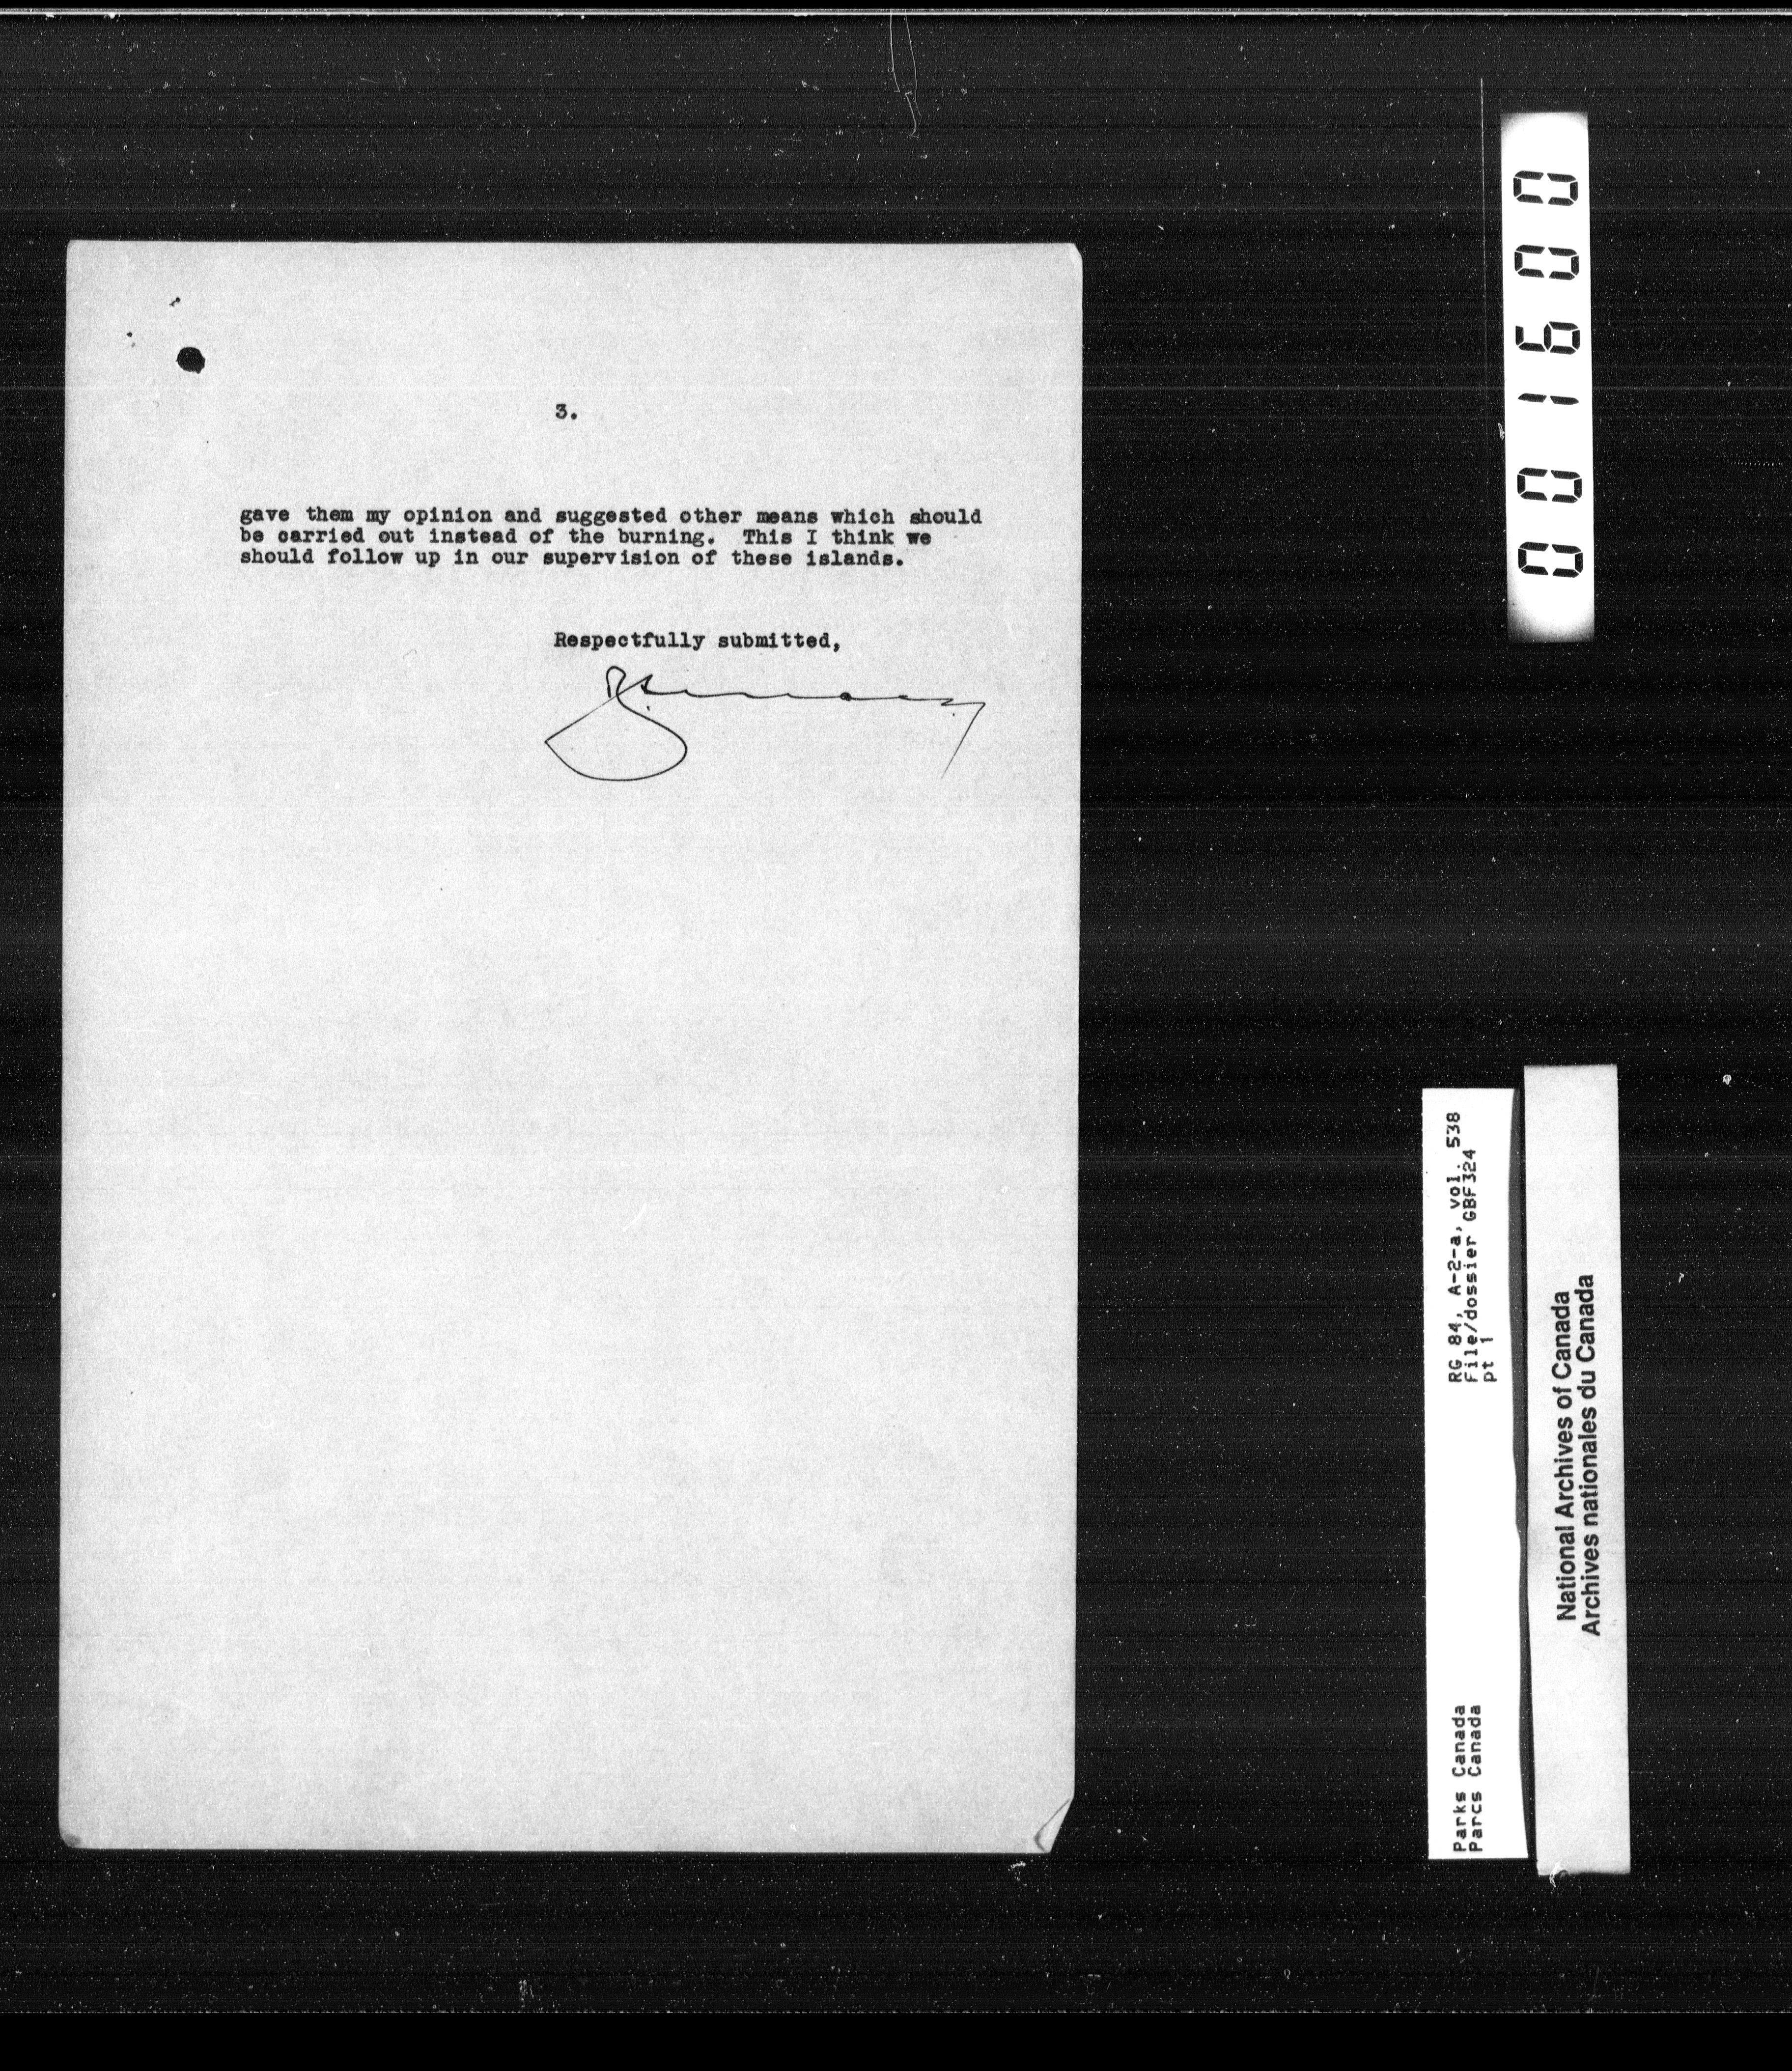 3.
gave them my opinion and suggested other means which should
be carried out instead of the burning.  This I think we
should follow up in our supervision of these islands.
Respectfully submitted,
001600
RG 84, A-2-a, vol. 538
File/dossier GBF324
pt 1
Parks Canada
Parcs Canada
National Archives of Canada
Archives nationales du Canada